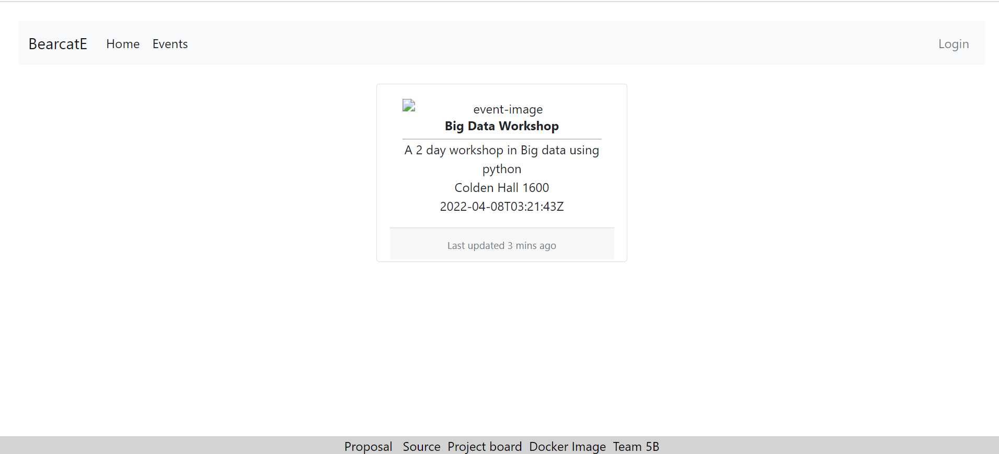 BearcatE Home Events Login
event-image
Big Data Workshop
A 2 day workshop in Big data using
python
Colden Hall 1600
2022-04-08T03:21:43Z
Last updated 3 mins ago
Proposal Source Project board Docker Image Team 5B